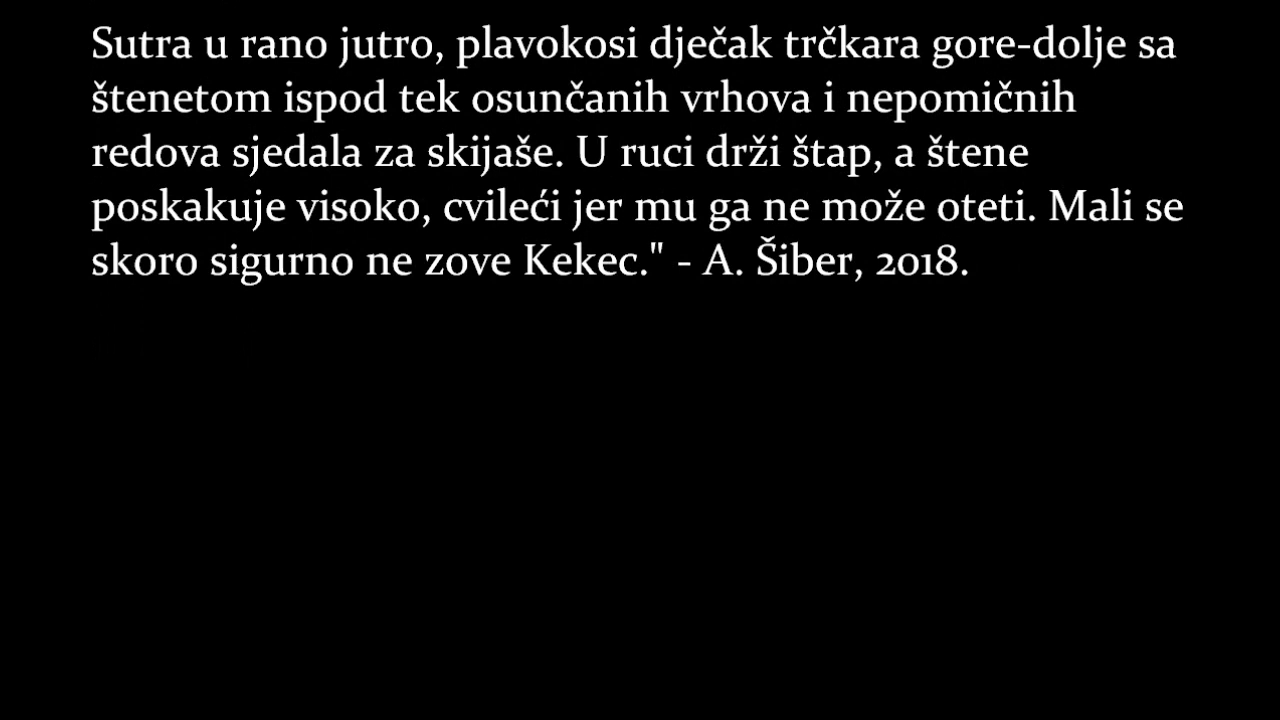 Sutra u rano jutro, plavokosi dječak trčkara gore-dolje sa
štenetom ispod tek osunčanih vrhova i nepomičnih
redova sjedala za skijaše. U ruci drži štap, a štene
poskakuje visoko, cvileći jer mu ga ne može oteti. Mali se
skoro sigurno ne zove Kekec." - A. Šiber, 2018.